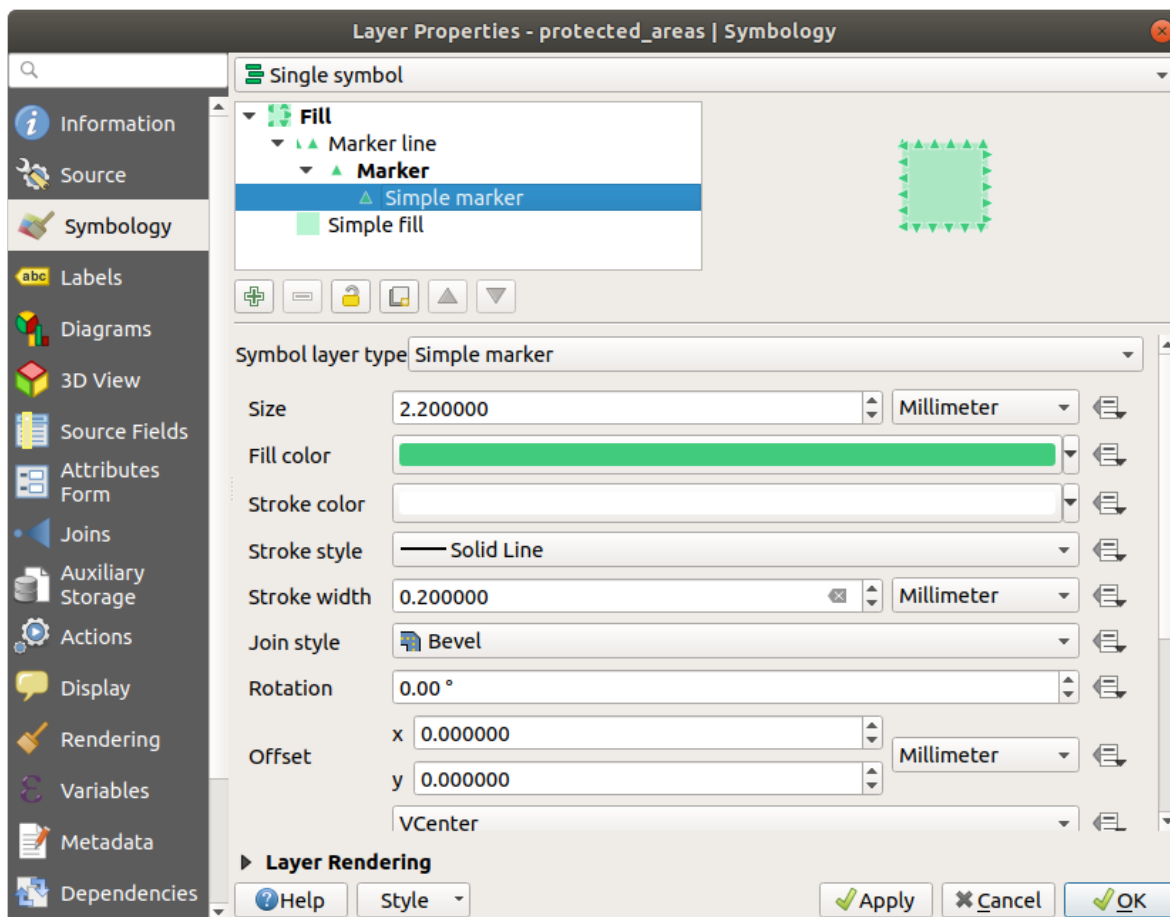 Layer Properties - protected_areas | Symbology
Single symbol
Information
Source
Symbology
abc Labels
Diagrams
3D View
Source Fields
Attributes
Form
Joins
Auxiliary
Storage
Actions
Display
Rendering
Variables
Metadata
Dependencies
Fill
Marker line
Marker
Simple marker
Simple fill
Symbol layer type Simple marker
Size 2.200000 Millimeter
Fill color
Stroke color
Stroke style Solid Line
Stroke width 0.200000 Millimeter
Join style Bevel
Rotation 0.00 °
Offset x 0.000000 Millimeter
y 0.000000
VCenter
Layer Rendering
Help Style Apply Cancel OK